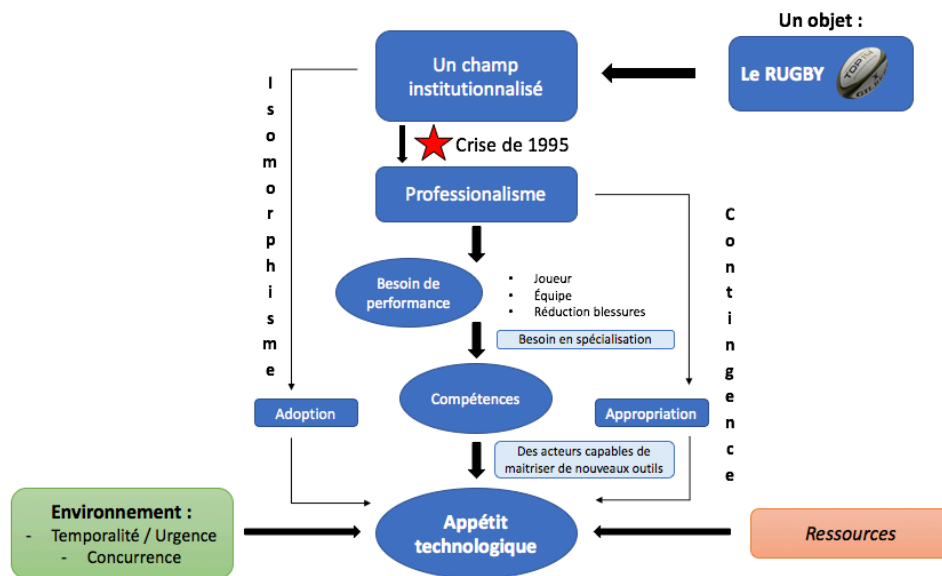 Un objet :
Le RUGBY
TOP 14
Un champ
institutionnalisé
Isomorphisme
Crise de 1995
Professionalisme
Contingence
Besoin de
performance
▪ Joueur
▪ Équipe
▪ Réduction blessures
Besoin en spécialisation
Compétences
Adoption
Appropriation
Des acteurs capables de
maitriser de nouveaux outils
Environnement :
- Temporalité / Urgence
- Concurrence
Appétit
technologique
Ressources